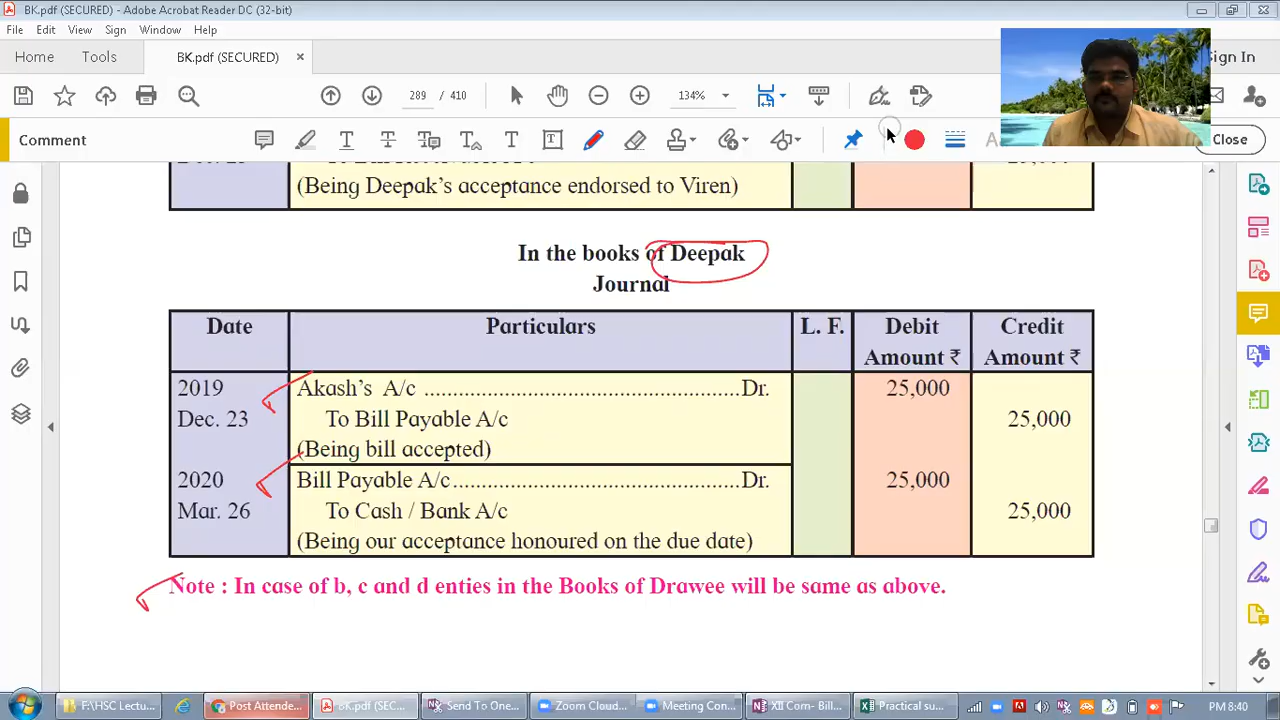 BK.pdf (SECURED) - Adobe Acrobat Reader DC (32-bit)
File Edit View Sign Window Help
Home Tools BK.pdf (SECURED) × Sign In
289 / 410 134%
Comment Close
(Being Deepak's acceptance endorsed to Viren)
In the books of Deepak
Journal
Date Particulars L. F. Debit Amount ₹ Credit Amount ₹
2019 Akash's A/c ......................................................................Dr. 25,000
Dec. 23 To Bill Payable A/c 25,000
(Being bill accepted)
2020 Bill Payable A/c................................................................Dr. 25,000
Mar. 26 To Cash / Bank A/c 25,000
(Being our acceptance honoured on the due date)
Note : In case of b, c and d enties in the Books of Drawee will be same as above.
F:\HSC Lectu... Post Attende... BK.pdf (SEC... Send To One... Zoom Clou... Meeting Con... XII Com- Bill... Practical su... PM 8:40